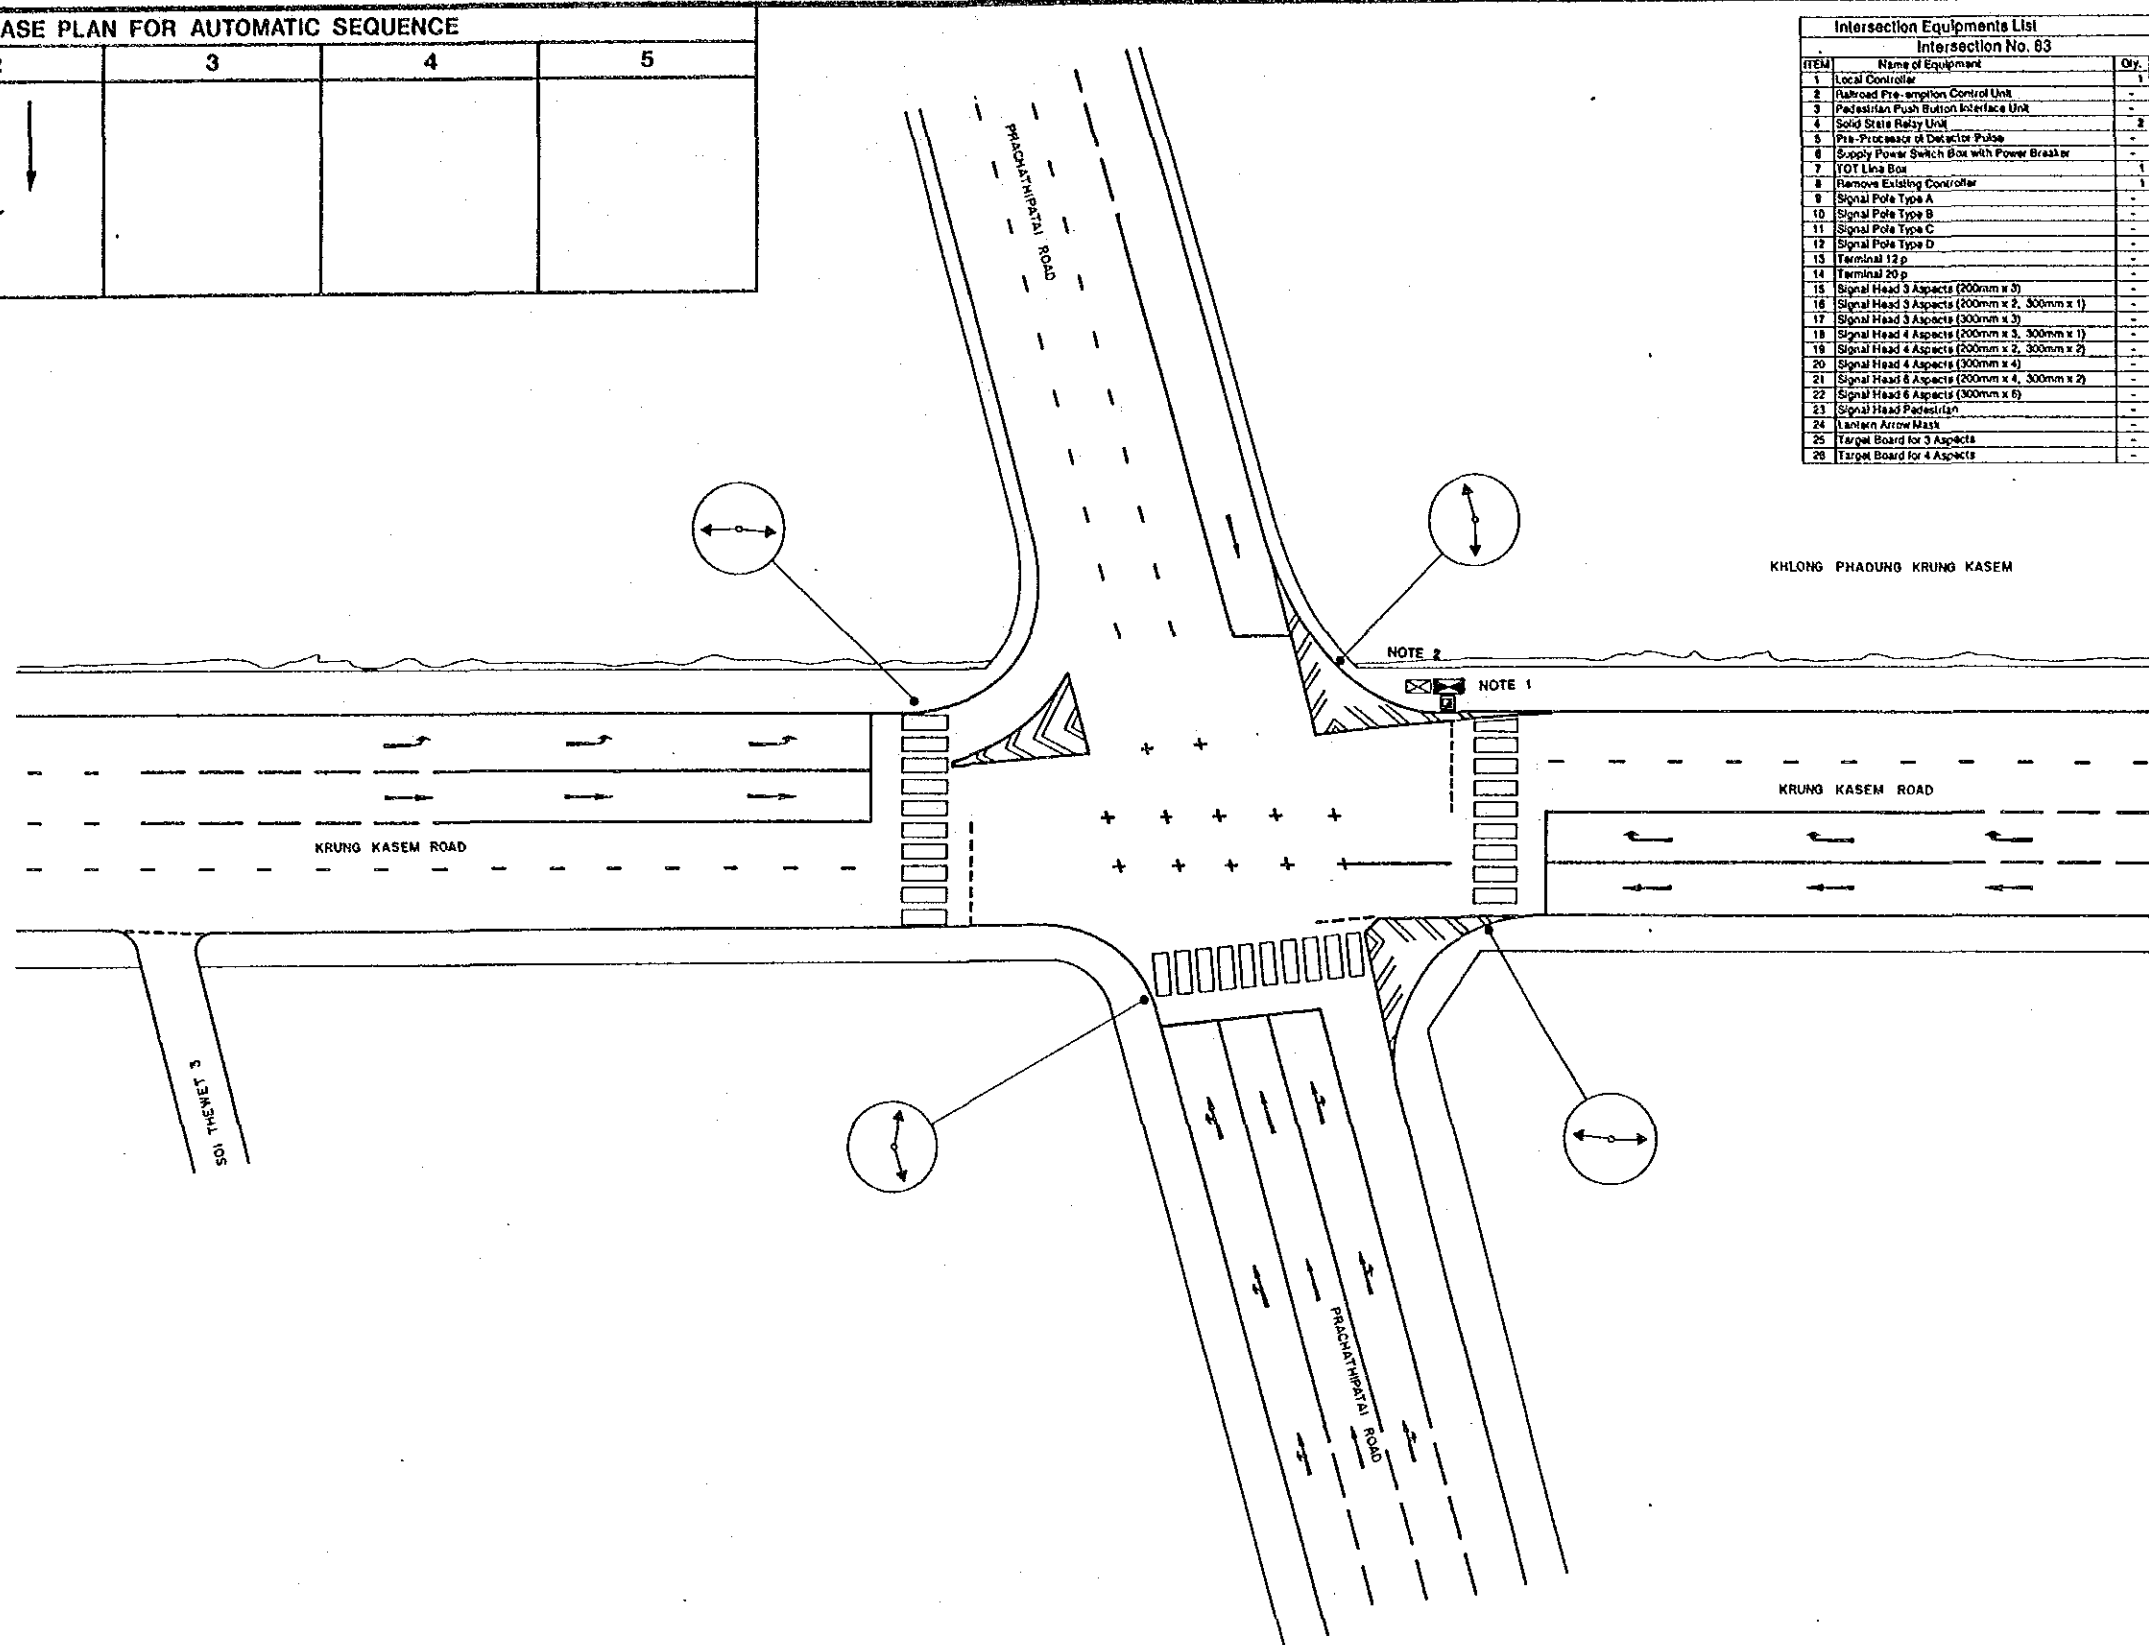 ASE PLAN FOR AUTOMATIC SEQUENCE
3 4 5
Intersection Equipments List
Intersection No. 83
ITEM Name of Equipment Qty.
1 Local Controller 1
2 Railroad Pre-emption Control Unit -
3 Pedestrian Push Button Interface Unit -
4 Solid State Relay Unit 2
5 Pre-Processor of Detector Pulse -
6 Supply Power Switch Box with Power Breaker -
7 TOT Line Box 1
8 Remove Existing Controller 1
9 Signal Pole Type A -
10 Signal Pole Type B -
11 Signal Pole Type C -
12 Signal Pole Type D -
13 Terminal 12 p -
14 Terminal 20 p -
15 Signal Head 3 Aspects (200mm x 3) -
16 Signal Head 3 Aspects (200mm x 2, 300mm x 1) -
17 Signal Head 3 Aspects (300mm x 3) -
18 Signal Head 4 Aspects (200mm x 3, 300mm x 1) -
19 Signal Head 4 Aspects (200mm x 2, 300mm x 2) -
20 Signal Head 4 Aspects (300mm x 4) -
21 Signal Head 6 Aspects (200mm x 4, 300mm x 2) -
22 Signal Head 6 Aspects (300mm x 6) -
23 Signal Head Pedestrian -
24 Lantern Arrow Mask -
25 Target Board for 3 Aspects -
26 Target Board for 4 Aspects -
PRACHATHIPATAI ROAD
KHLONG PHADUNG KRUNG KASEM
NOTE 2
NOTE 1
KRUNG KASEM ROAD
KRUNG KASEM ROAD
SOI THEWET 3
PRACHATHIPATAI ROAD